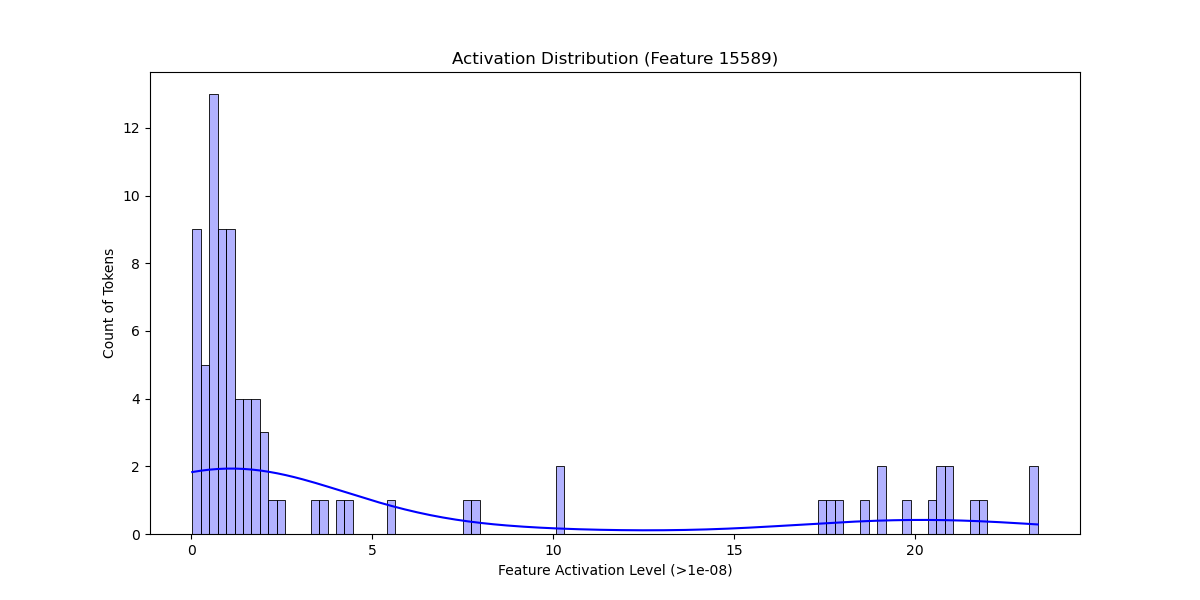 Activation Distribution (Feature 15589)
12
10
8
6
4
2
0
Count of Tokens
0 5 10 15 20
Feature Activation Level (>1e-08)